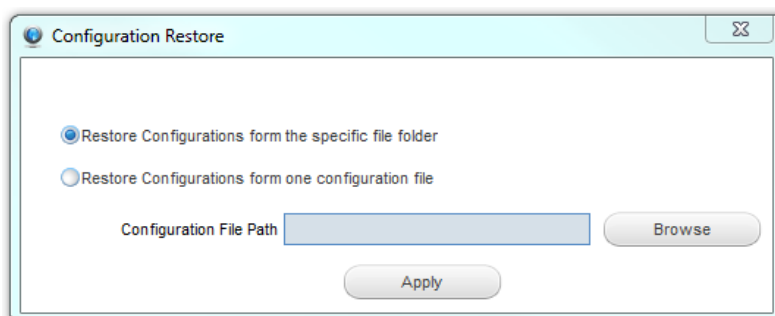 Configuration Restore
Restore Configurations form the specific file folder
Restore Configurations form one configuration file
Configuration File Path Browse
Apply